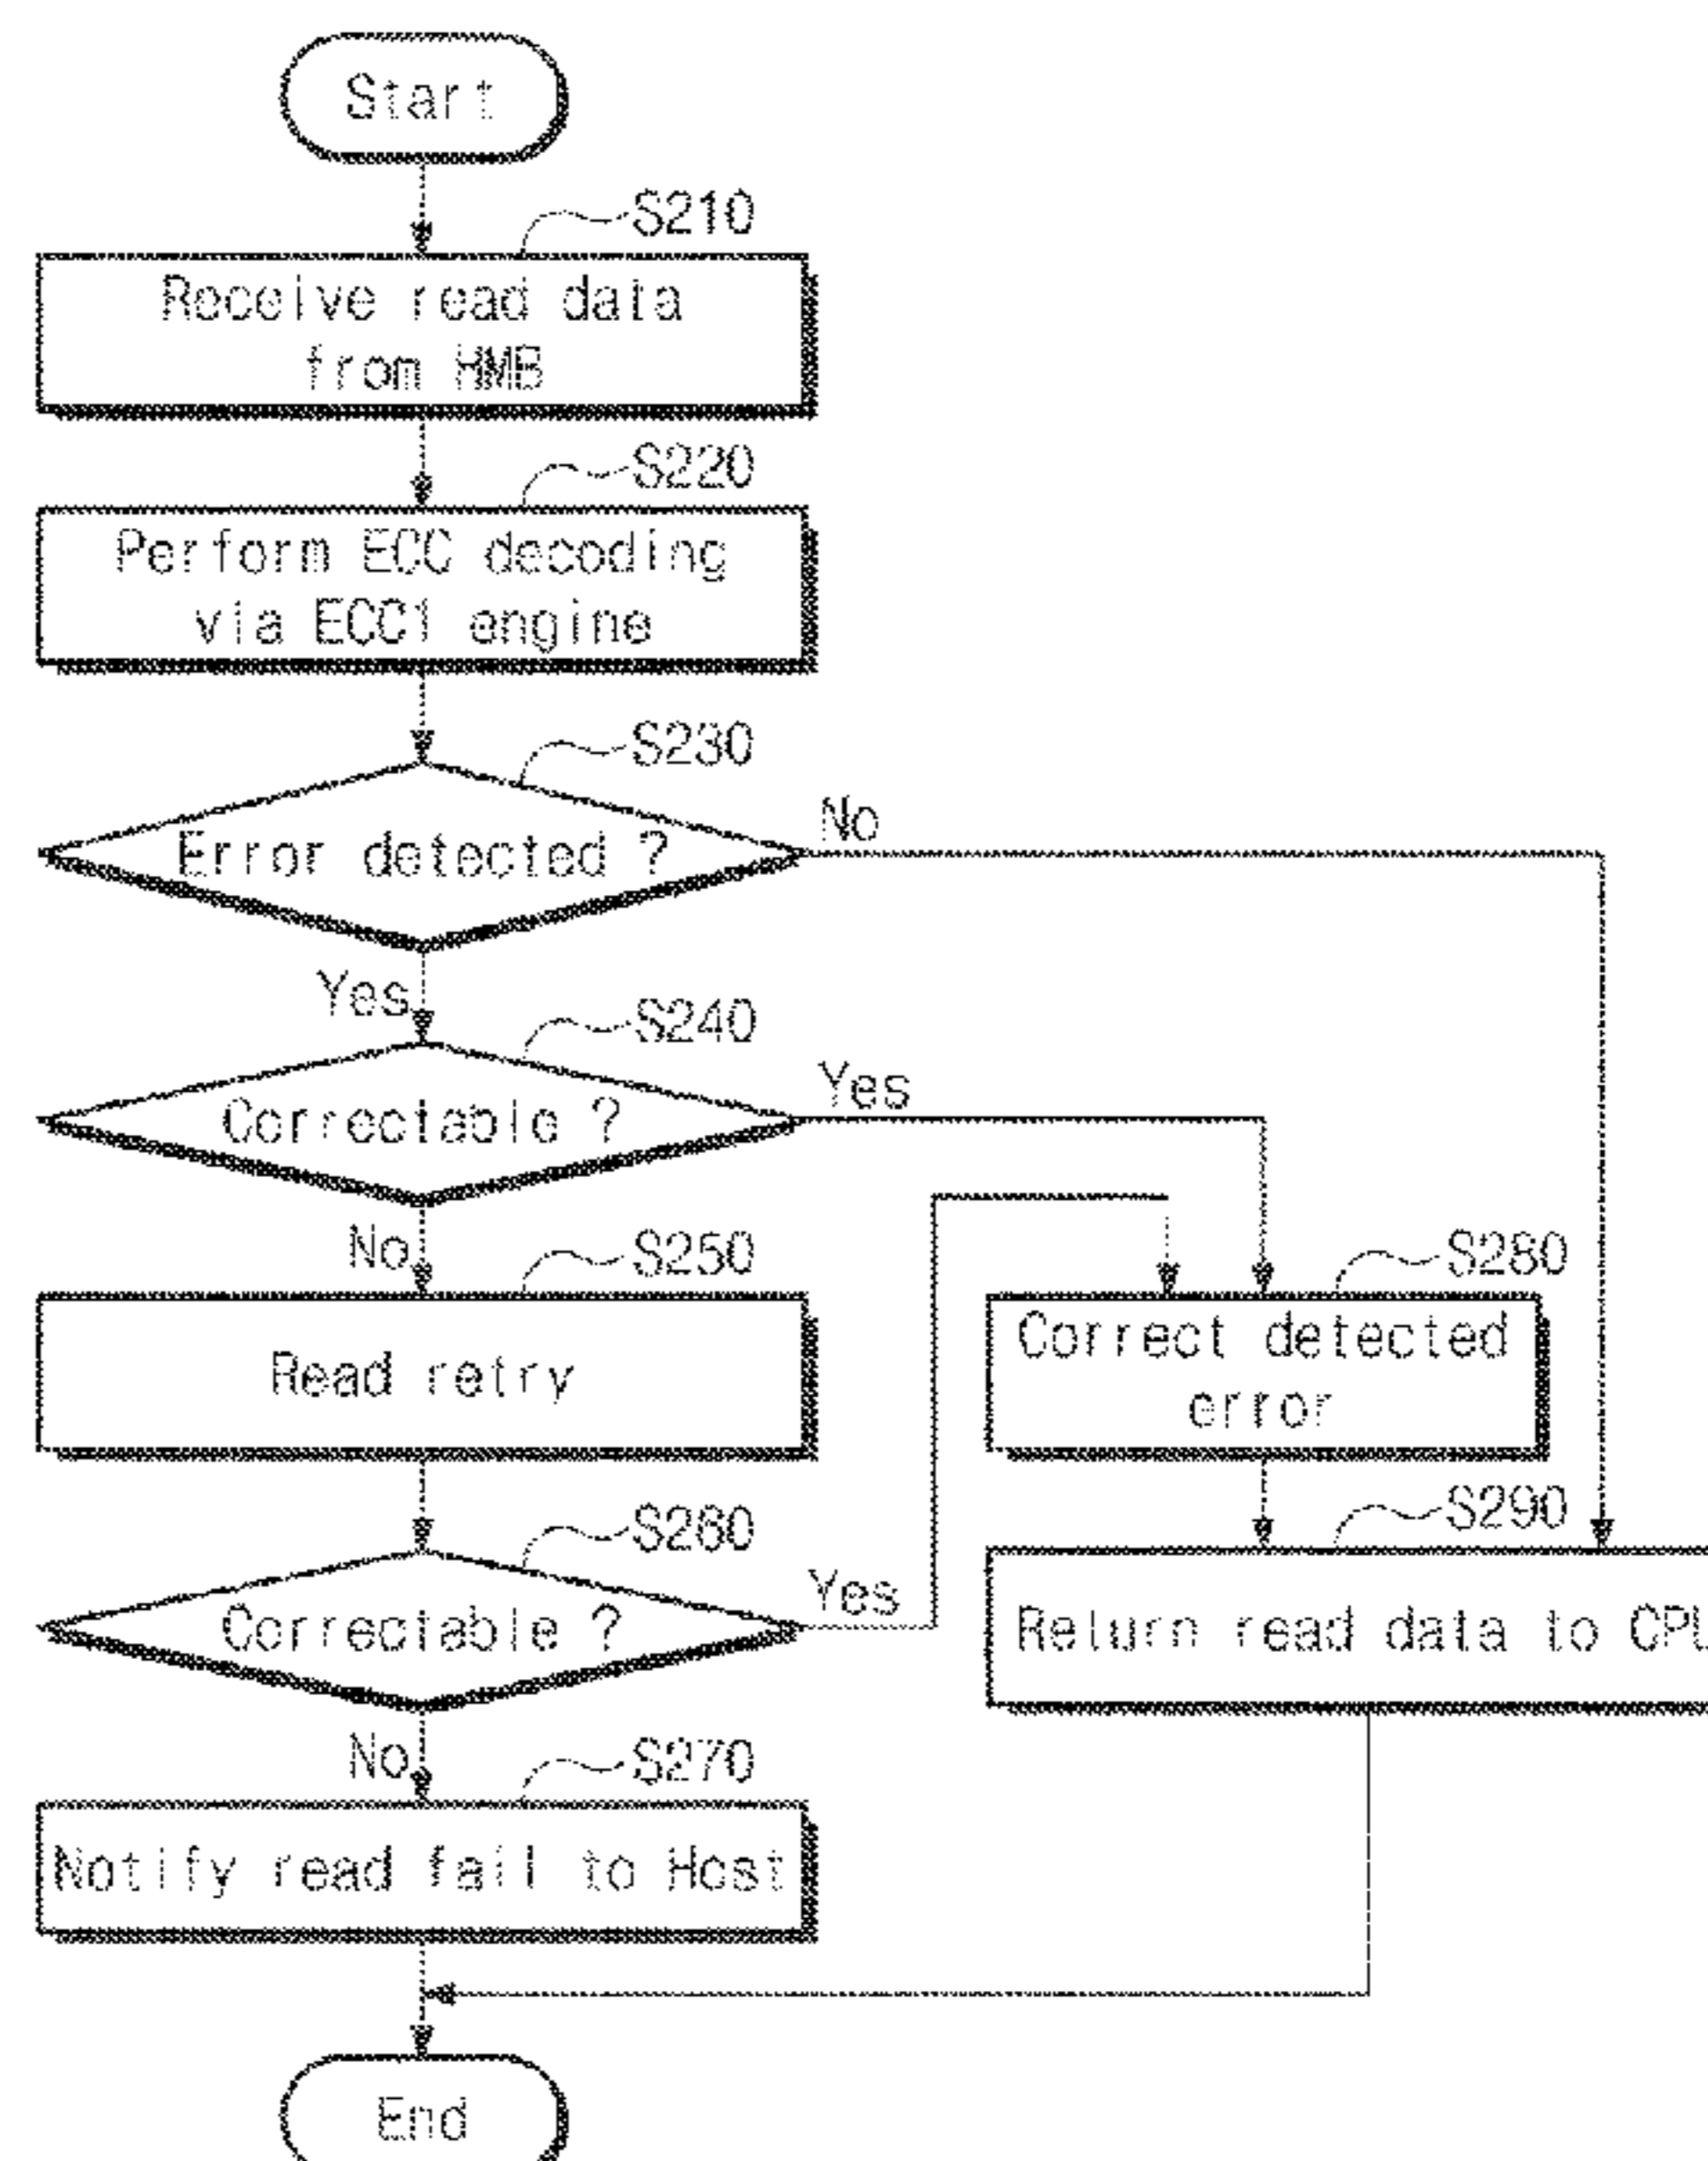 Start
S210
Receive read data
from HMB
S220
Perform ECC decoding
via ECC1 engine
S230
Error detected ?
No
Yes
S240
Correctable ?
Yes
No
S250
Read retry
S280
Correct detected
error
S260
Correctable ?
Yes
S290
Return read data to CPU
No
S270
Notify read fail to Host
End